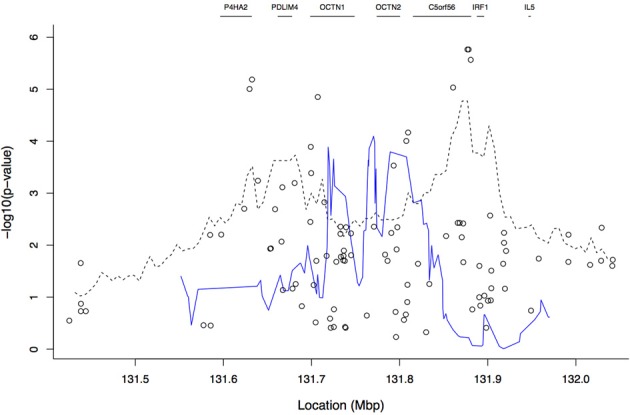 P4HA2 PDLIM4 OCTN1 OCTN2 C5orf56 IRF1 IL5
6
5
4
3
2
1
0
−log10(p−value)
131.5 131.6 131.7 131.8 131.9 132.0
Location (Mbp)